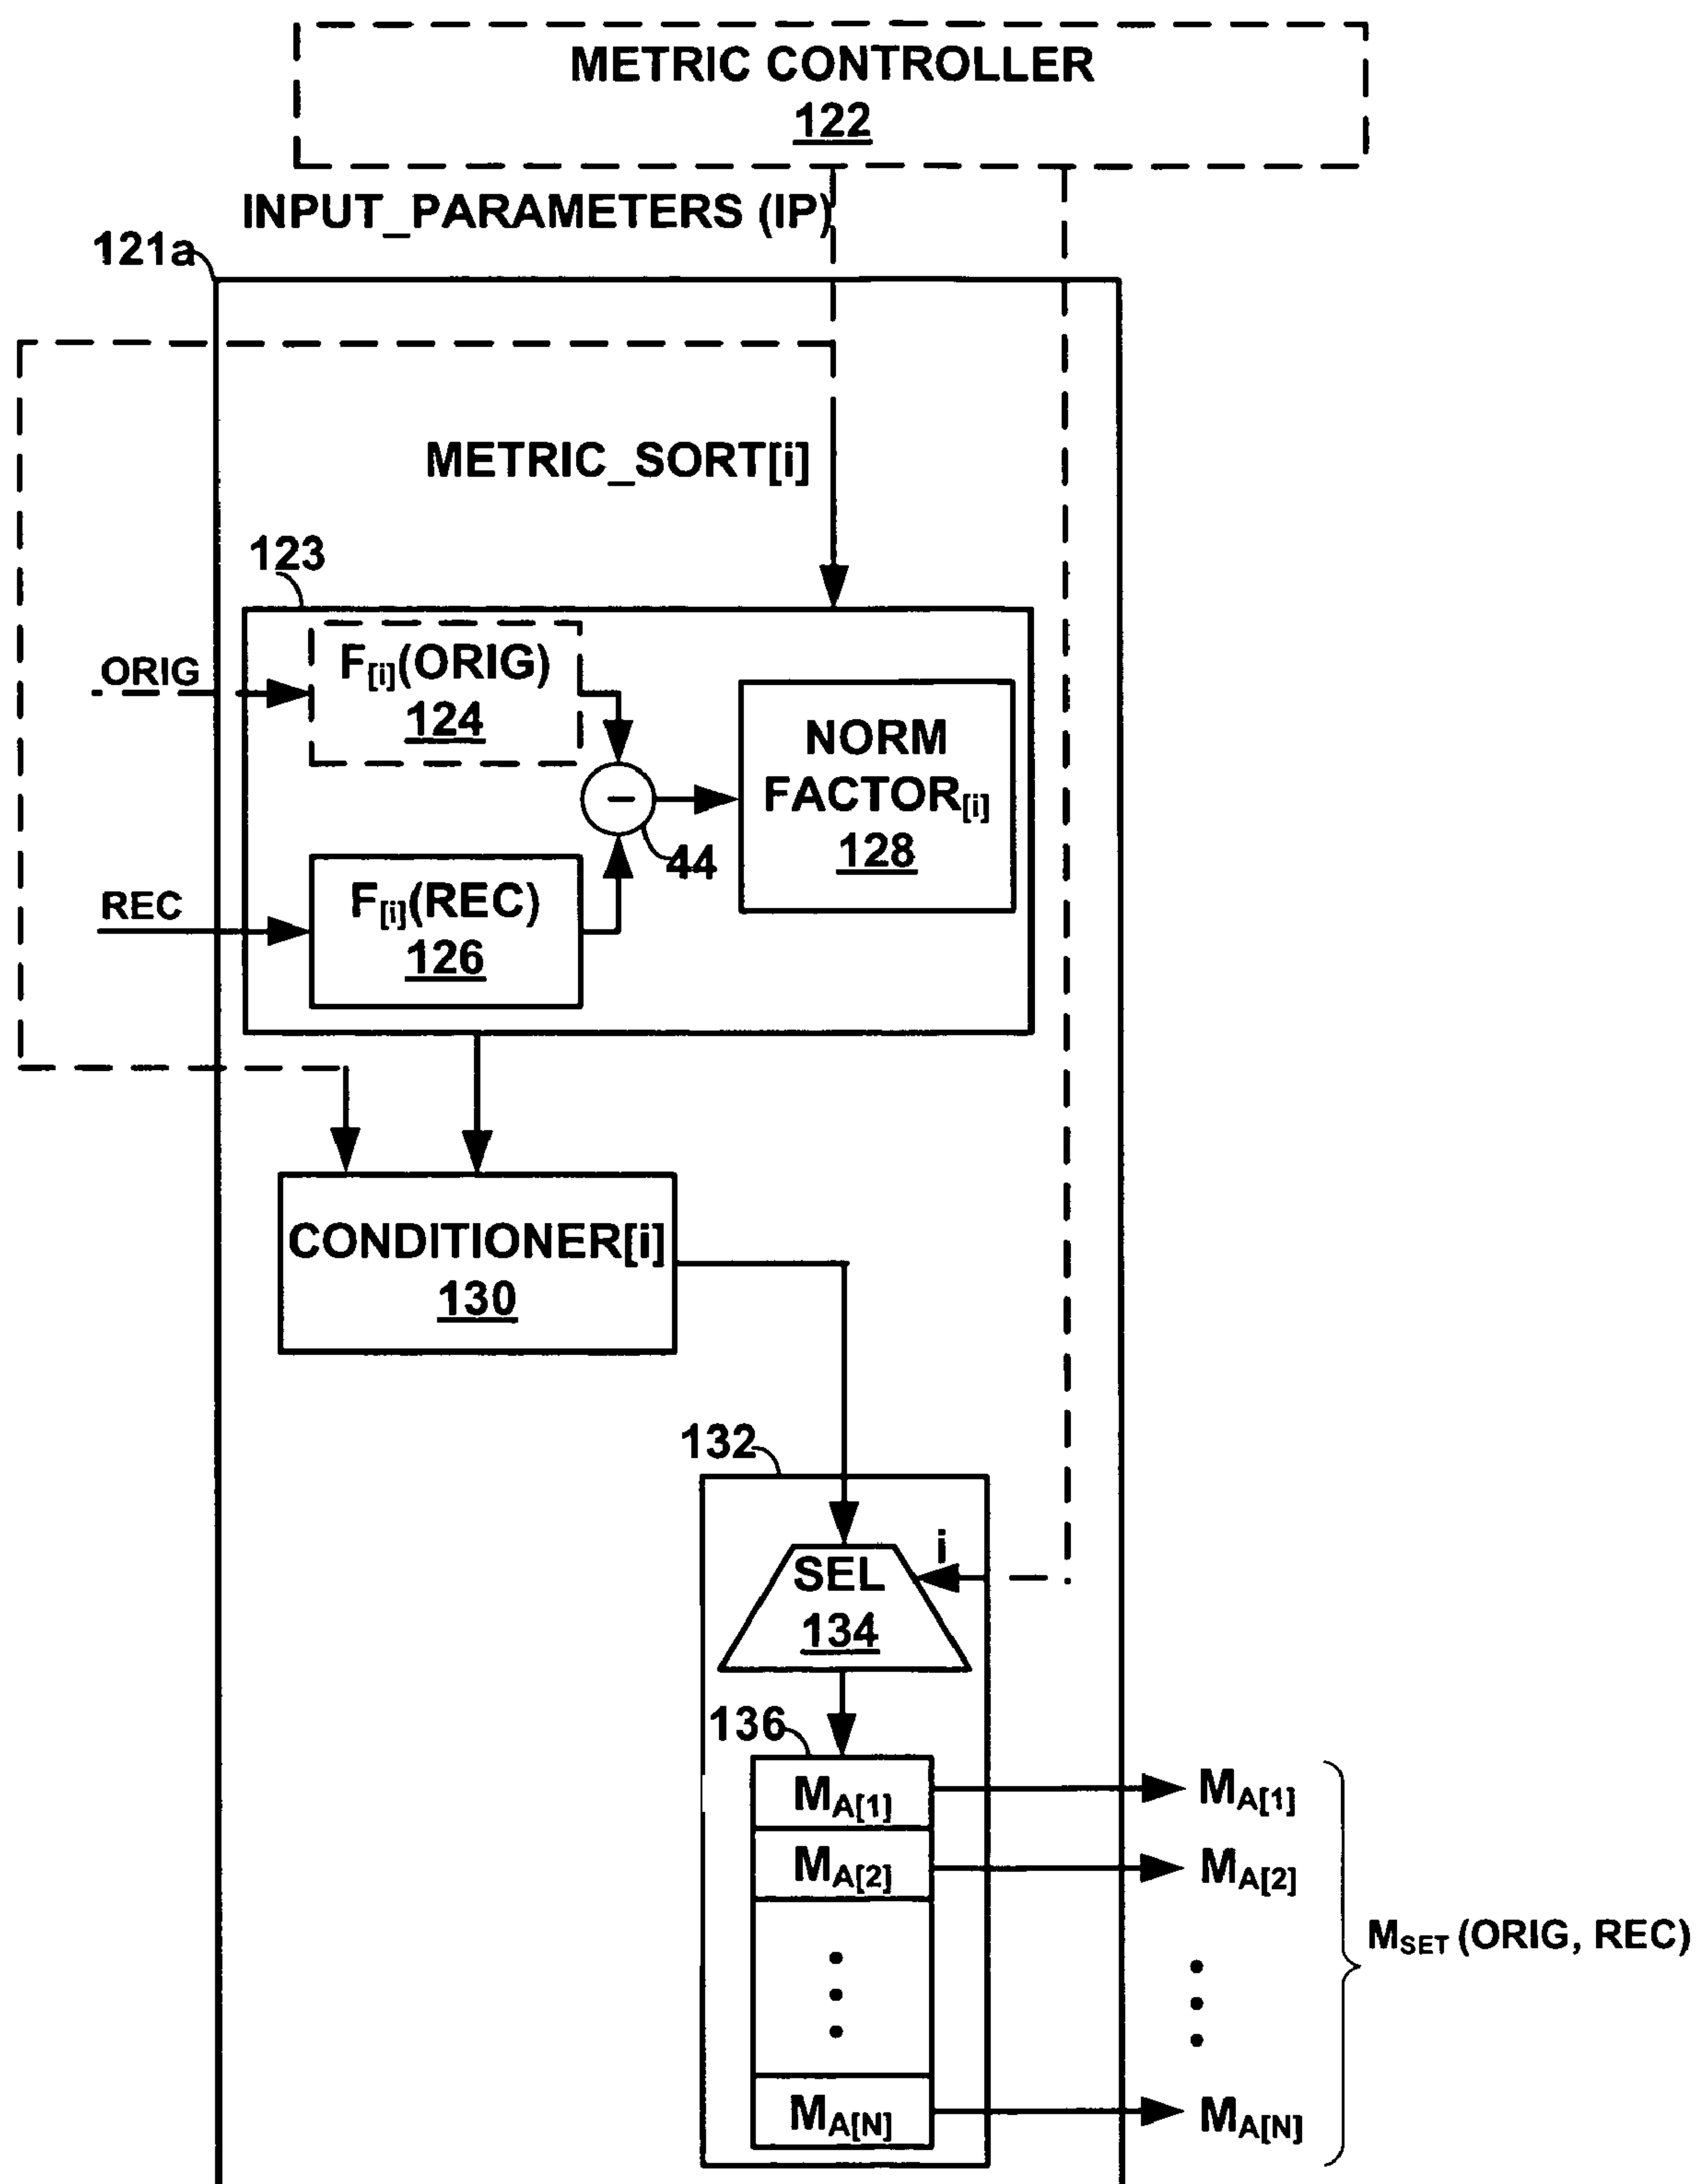 METRIC CONTROLLER
122
INPUT_PARAMETERS (IP)
121a
METRIC_SORT[i]
123
ORIG
F[i](ORIG)
124
NORM
FACTOR[i]
128
44
REC
F[i](REC)
126
CONDITIONER[i]
130
132
i
SEL
134
136
MA[1]
MA[1]
MA[2]
MA[2]
MSET (ORIG, REC)
MA[N]
MA[N]